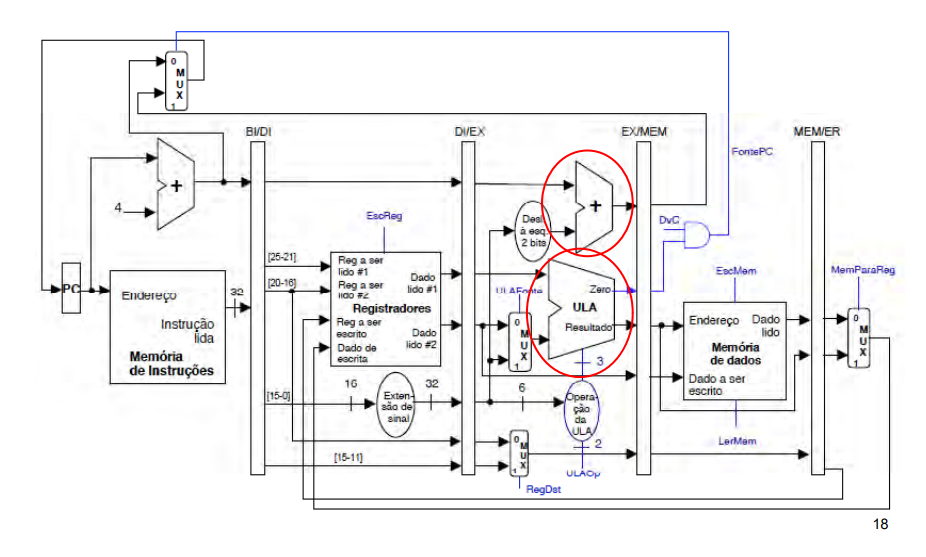 0
M
U
X
1
BI/DI
DI/EX
EX/MEM
MEM/ER
FontePC
+
4
+
Desl
à esq.
2 bits
DvC
EscReg
[25-21]
[20-16]
Reg a ser
lido #1
Reg a ser
lido #2
Dado
lido #1
Registradores
Reg a ser
escrito
Dado
lido #2
Dado de
escrita
PC
Endereço
32
Instrução
lida
Memória
de Instruções
ULAFonte
0
M
U
X
1
Zero
ULA
Resultado
3
EscMem
Endereço
Dado
lido
Memória
de dados
Dado a ser
escrito
LerMem
MemParaReg
0
M
U
X
1
[15-0]
16
Exten-
são de
sinal
32
6
Opera-
ção da
ULA
2
ULAOp
[15-11]
0
M
U
X
1
RegDst
18